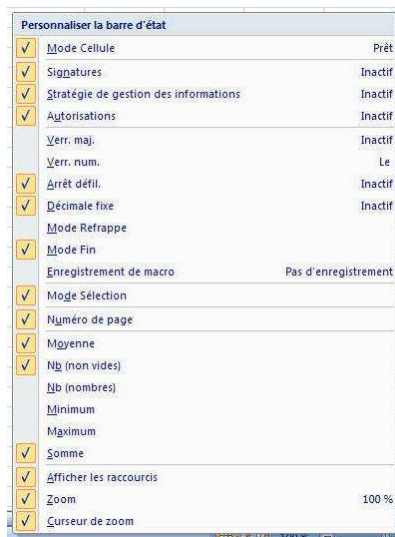 Personnaliser la barre d'état
Mode Cellule Prêt
Signatures Inactif
Stratégie de gestion des informations Inactif
Autorisations Inactif
Verr. maj. Inactif
Verr. num. Le
Arrêt défil. Inactif
Décimale fixe Inactif
Mode Refrappe
Mode Fin
Enregistrement de macro Pas d'enregistrement
Mode Sélection
Numéro de page
Moyenne
Nb (non vides)
Nb (nombres)
Minimum
Maximum
Somme
Afficher les raccourcis
Zoom 100 %
Curseur de zoom